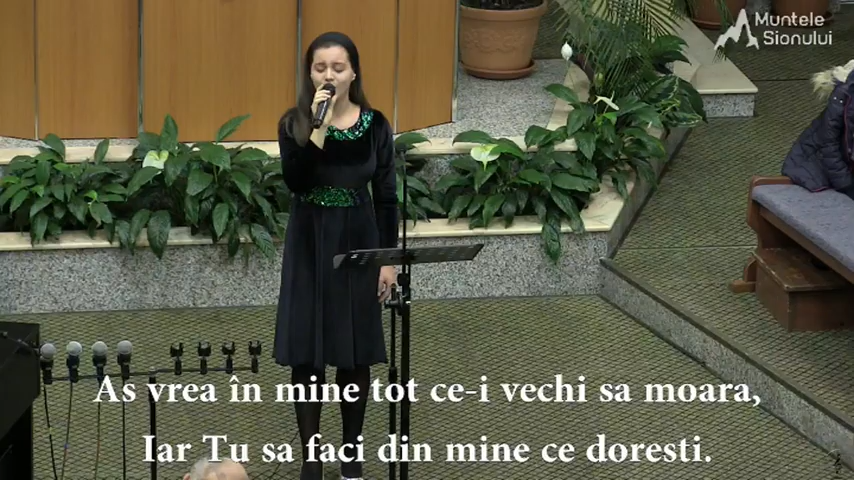 Muntele
Sionului
As vrea în mine tot ce-i vechi sa moara,
Iar Tu sa faci din mine ce doresti.